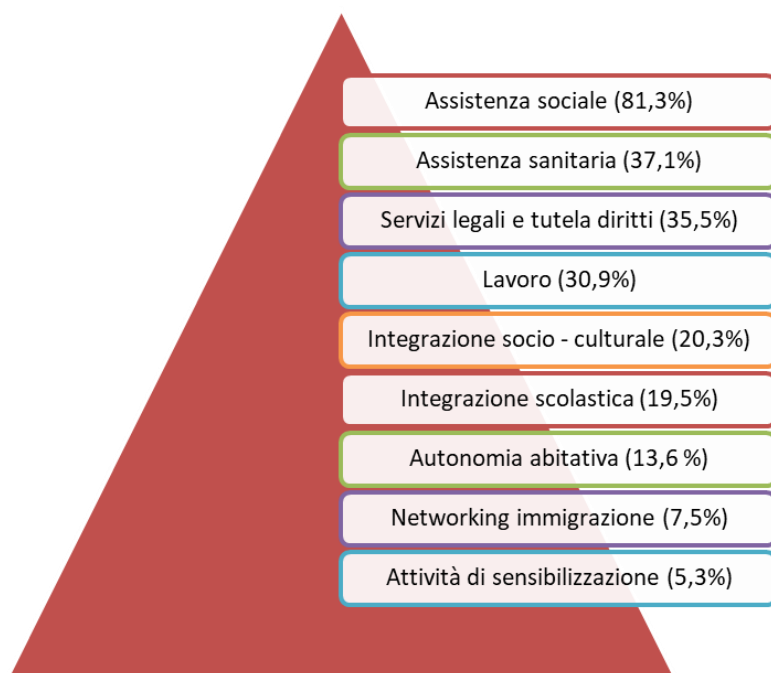 Assistenza sociale (81,3%)
Assistenza sanitaria (37,1%)
Servizi legali e tutela diritti (35,5%)
Lavoro (30,9%)
Integrazione socio - culturale (20,3%)
Integrazione scolastica (19,5%)
Autonomia abitativa (13,6 %)
Networking immigrazione (7,5%)
Attività di sensibilizzazione (5,3%)